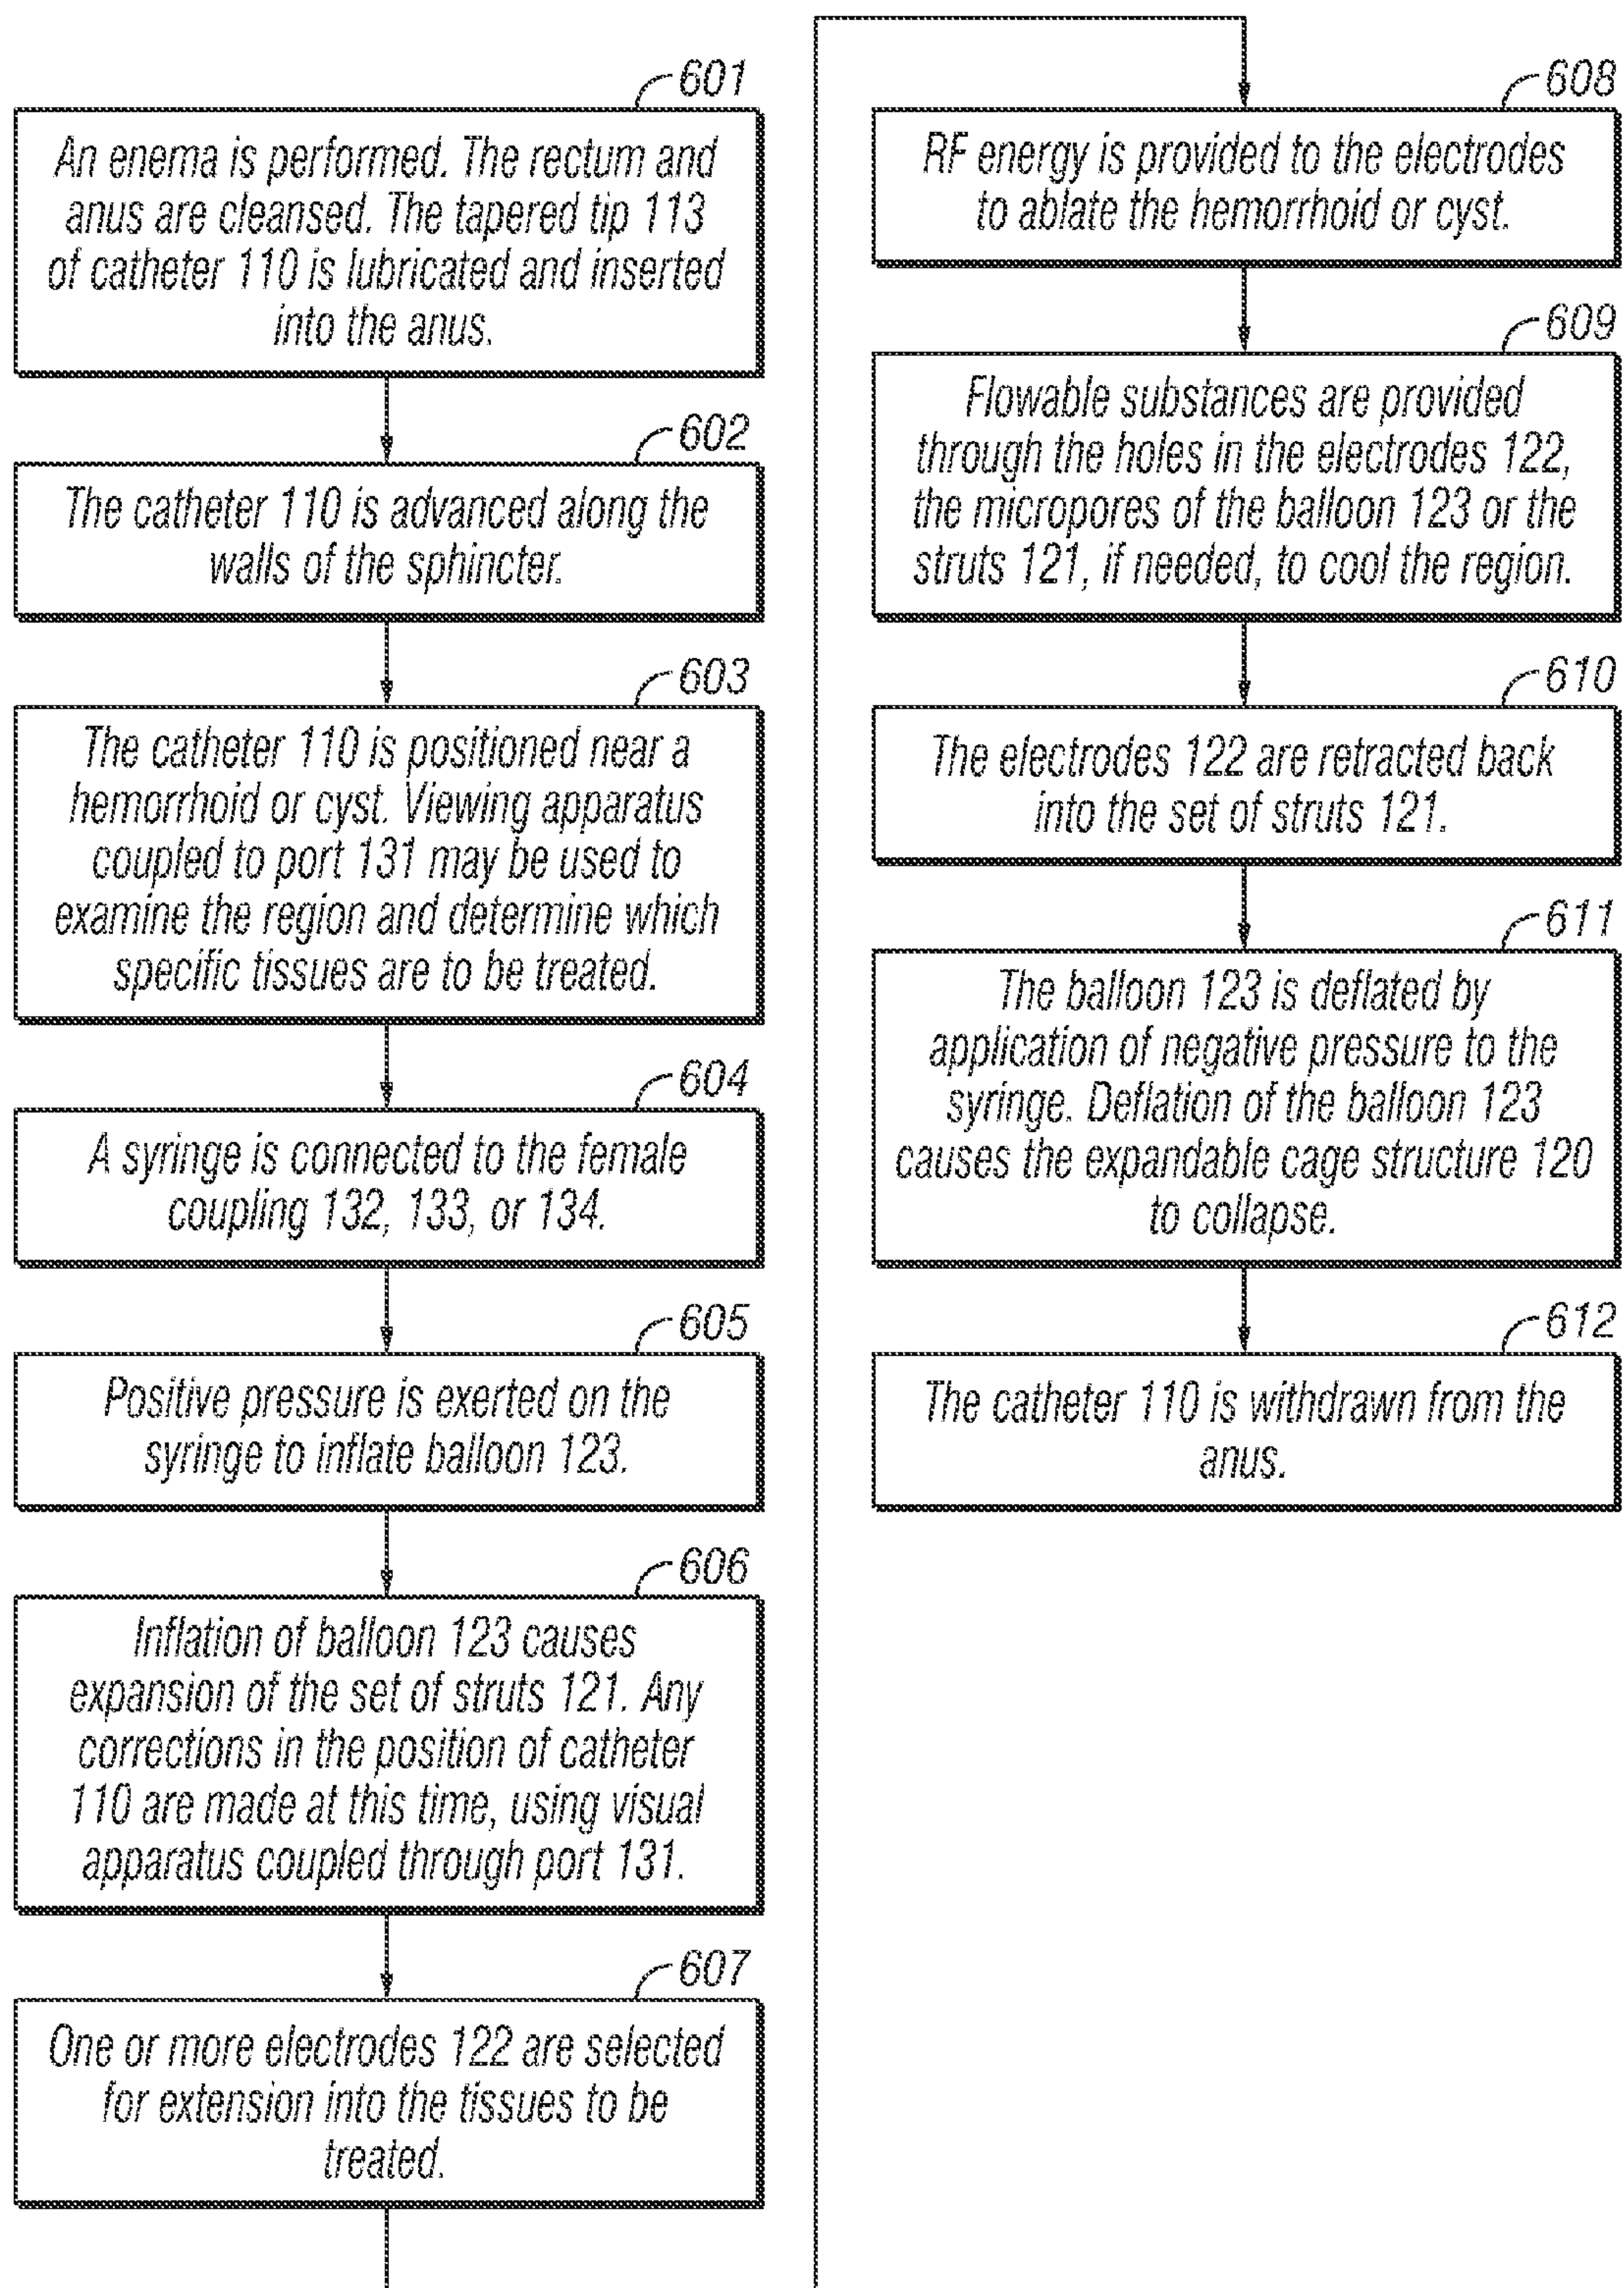 601
An enema is performed. The rectum and
anus are cleansed. The tapered tip 113
of catheter 110 is lubricated and inserted
into the anus.
602
The catheter 110 is advanced along the
walls of the sphincter.
603
The catheter 110 is positioned near a
hemorrhoid or cyst. Viewing apparatus
coupled to port 131 may be used to
examine the region and determine which
specific tissues are to be treated.
604
A syringe is connected to the female
coupling 132, 133, or 134.
605
Positive pressure is exerted on the
syringe to inflate balloon 123.
606
Inflation of balloon 123 causes
expansion of the set of struts 121. Any
corrections in the position of catheter
110 are made at this time, using visual
apparatus coupled through port 131.
607
One or more electrodes 122 are selected
for extension into the tissues to be
treated.
608
RF energy is provided to the electrodes
to ablate the hemorrhoid or cyst.
609
Flowable substances are provided
through the holes in the electrodes 122,
the micropores of the balloon 123 or the
struts 121, if needed, to cool the region.
610
The electrodes 122 are retracted back
into the set of struts 121.
611
The balloon 123 is deflated by
application of negative pressure to the
syringe. Deflation of the balloon 123
causes the expandable cage structure 120
to collapse.
612
The catheter 110 is withdrawn from the
anus.